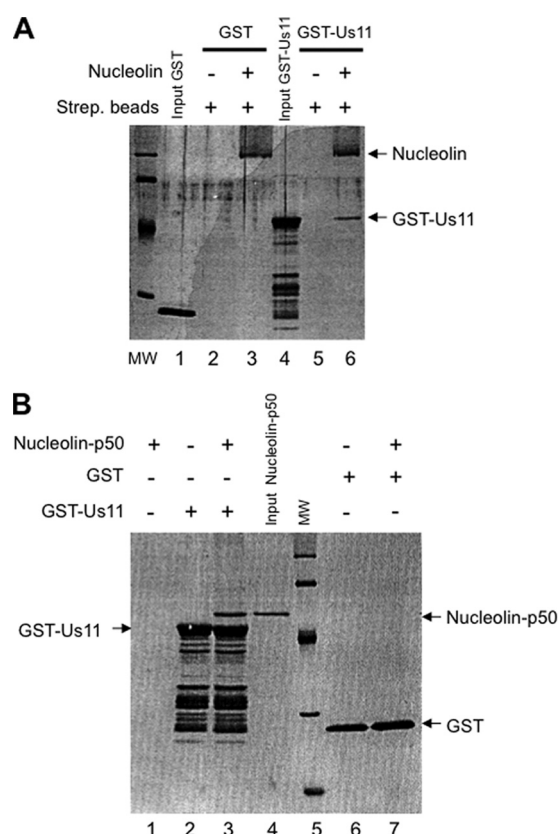 A
GST
GST-Us11
Input GST
Input GST-Us11
Nucleolin - + - +
Strep. beads + + + +
Nucleolin
GST-Us11
MW 1 2 3 4 5 6
B
Input Nucleolin-p50
MW
Nucleolin-p50 + - + - +
GST - - - + +
GST-Us11 - + + - -
GST-Us11
Nucleolin-p50
GST
1 2 3 4 5 6 7